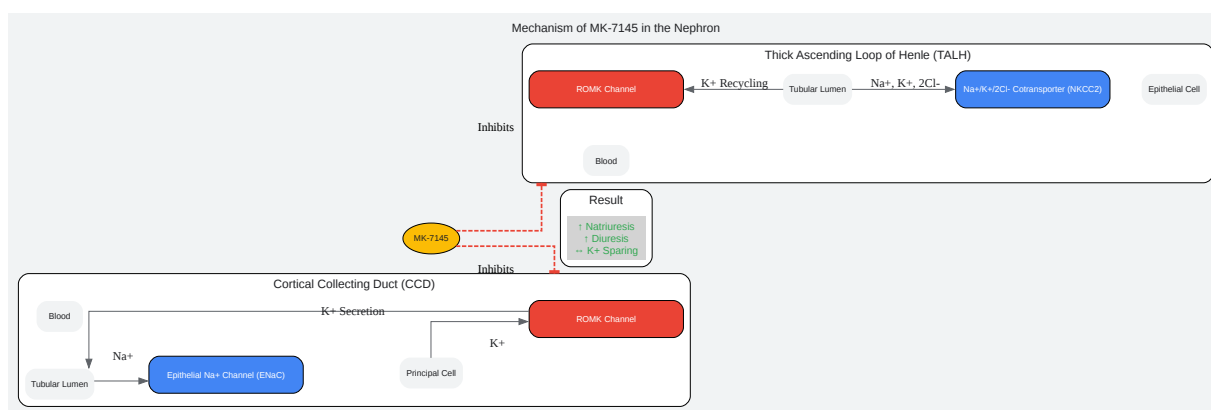 Mechanism of MK-7145 in the Nephron
Thick Ascending Loop of Henle (TALH)
ROMK Channel
K+ Recycling
Tubular Lumen
Na+, K+, 2Cl-
Na+/K+/2Cl- Cotransporter (NKCC2)
Epithelial Cell
Inhibits
Blood
Result
↑ Natriuresis
↑ Diuresis
↔ K+ Sparing
MK-7145
Inhibits
Cortical Collecting Duct (CCD)
Blood
K+ Secretion
ROMK Channel
K+
Na+
Tubular Lumen
Epithelial Na+ Channel (ENaC)
Principal Cell